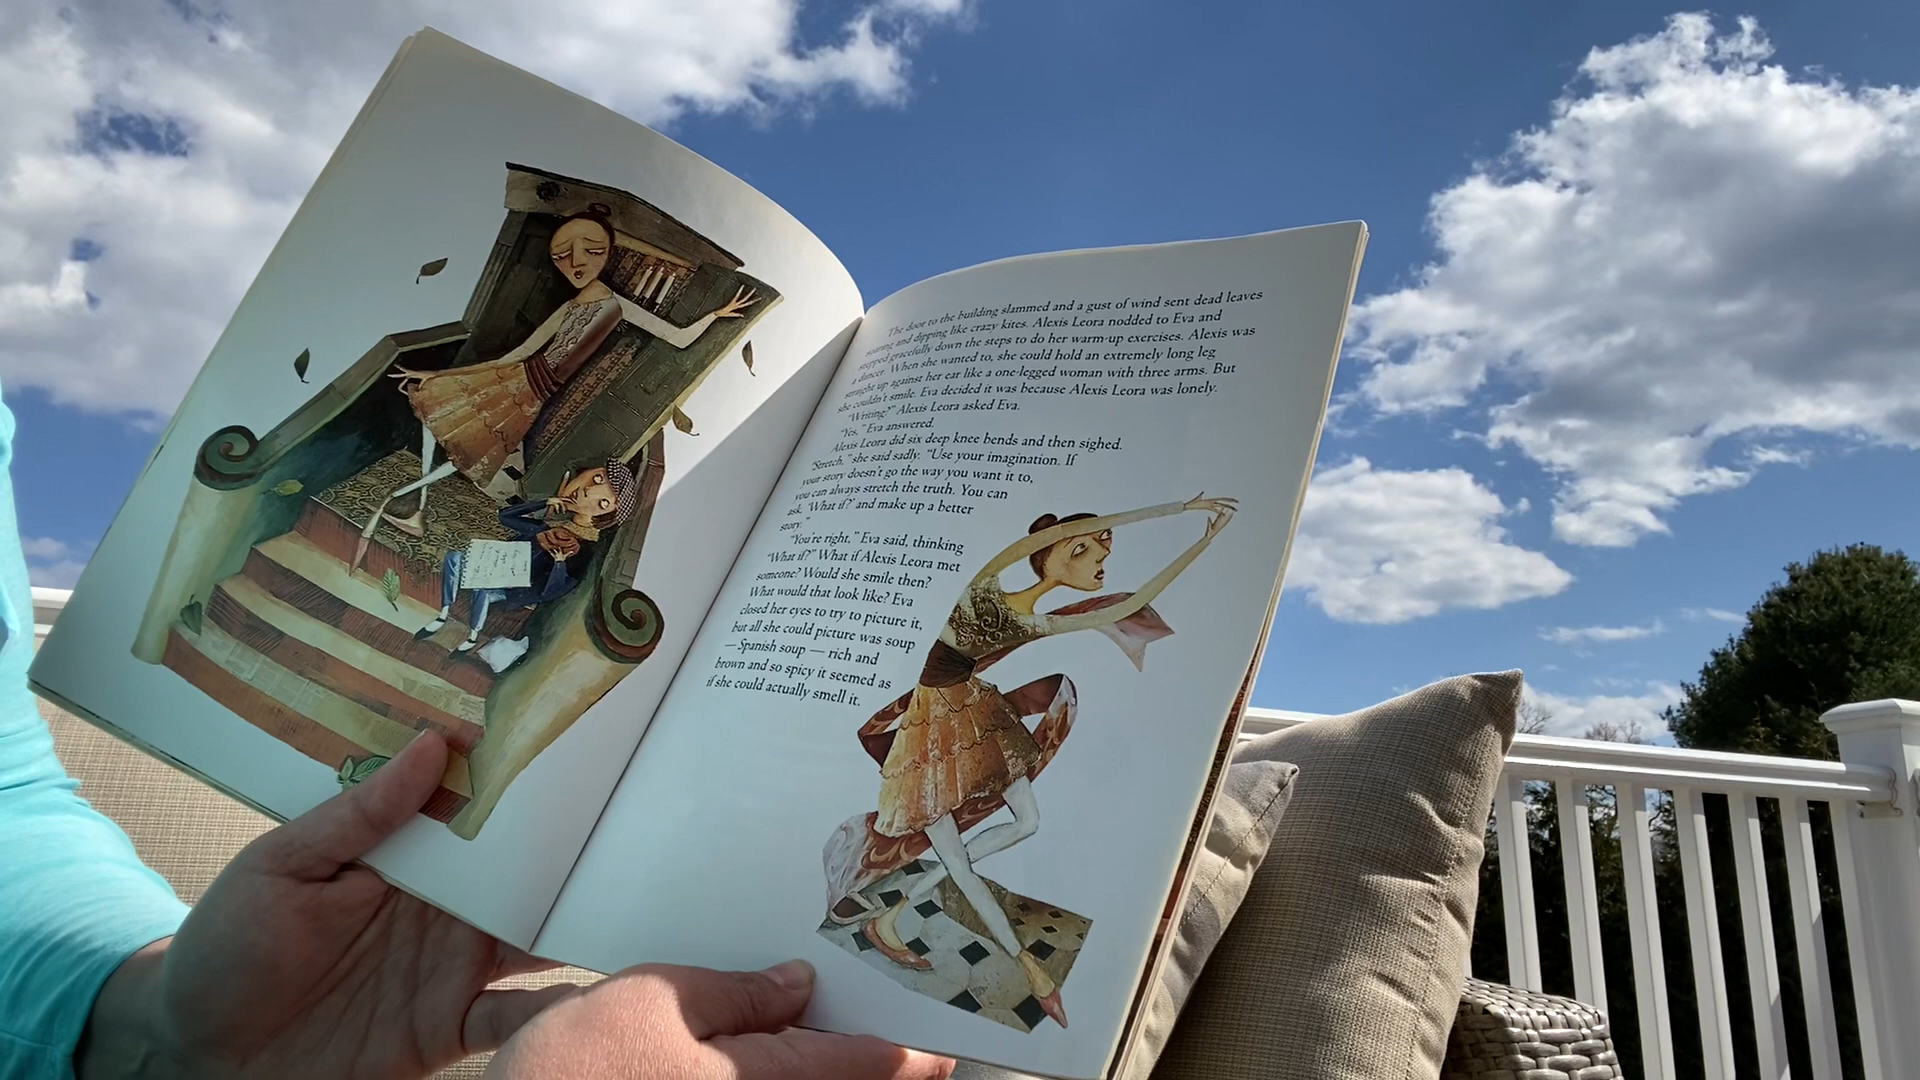 The door to the building slammed and a gust of wind sent dead leaves
soaring and dipping like crazy kites. Alexis Leora nodded to Eva and
stepped gracefully down the steps to do her warm-up exercises. Alexis was
a dancer. When she wanted to, she could hold an extremely long leg
straight up against her ear like a one-legged woman with three arms. But
she couldn't smile. Eva decided it was because Alexis Leora was lonely.
"Writing?" Alexis Leora asked Eva.
"Yes," Eva answered.
Alexis Leora did six deep knee bends and then sighed.
"Stretch," she said sadly. "Use your imagination. If
your story doesn't go the way you want it to,
you can always stretch the truth. You can
ask, 'What if?' and make up a better
story."
"You're right," Eva said, thinking
"What if?" What if Alexis Leora met
someone? Would she smile then?
What would that look like? Eva
closed her eyes to try to picture it,
but all she could picture was soup
— Spanish soup — rich and
brown and so spicy it seemed as
if she could actually smell it.